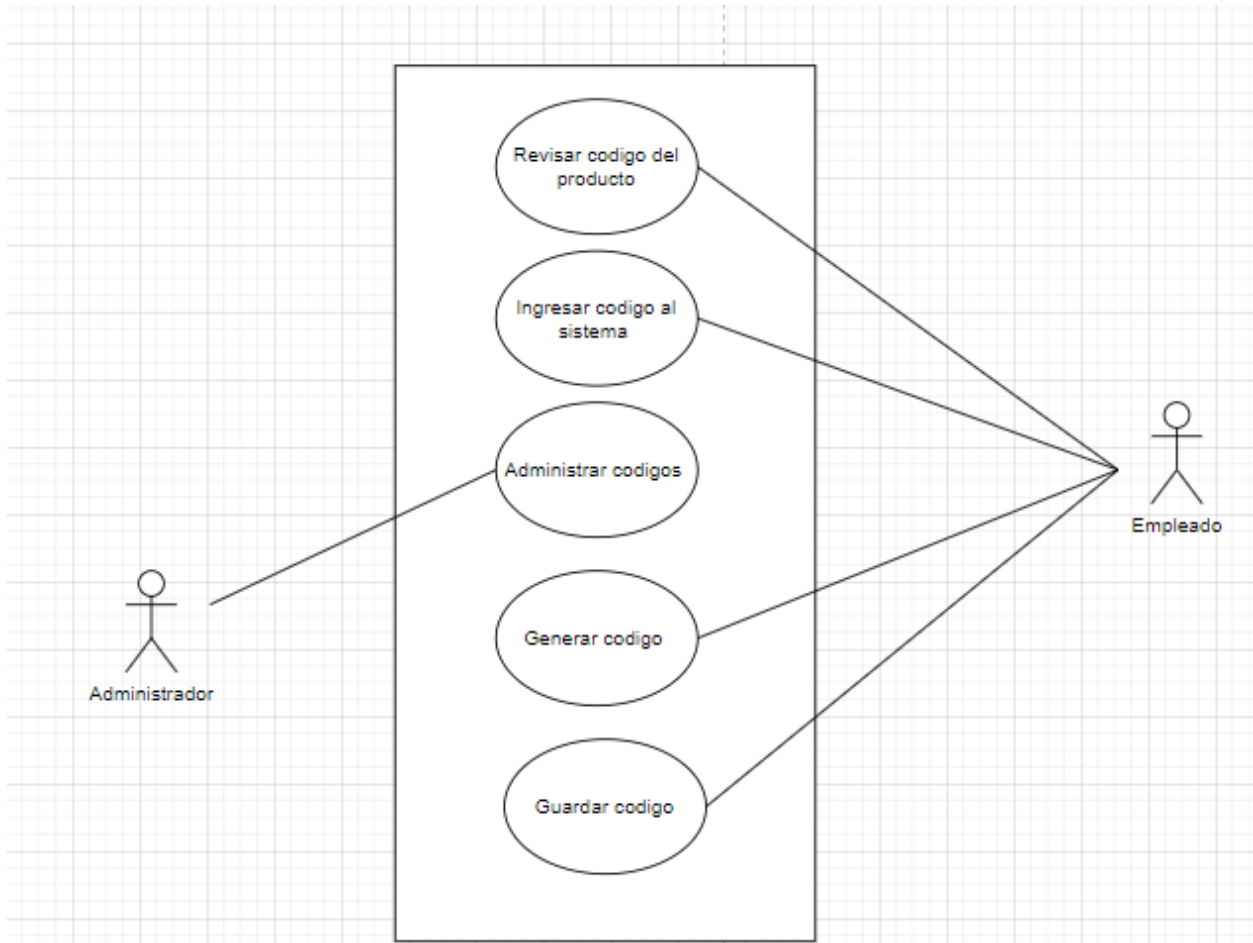 Revisar codigo del
producto
Ingresar codigo al
sistema
Administrar codigos
Empleado
Generar codigo
Administrador
Guardar codigo